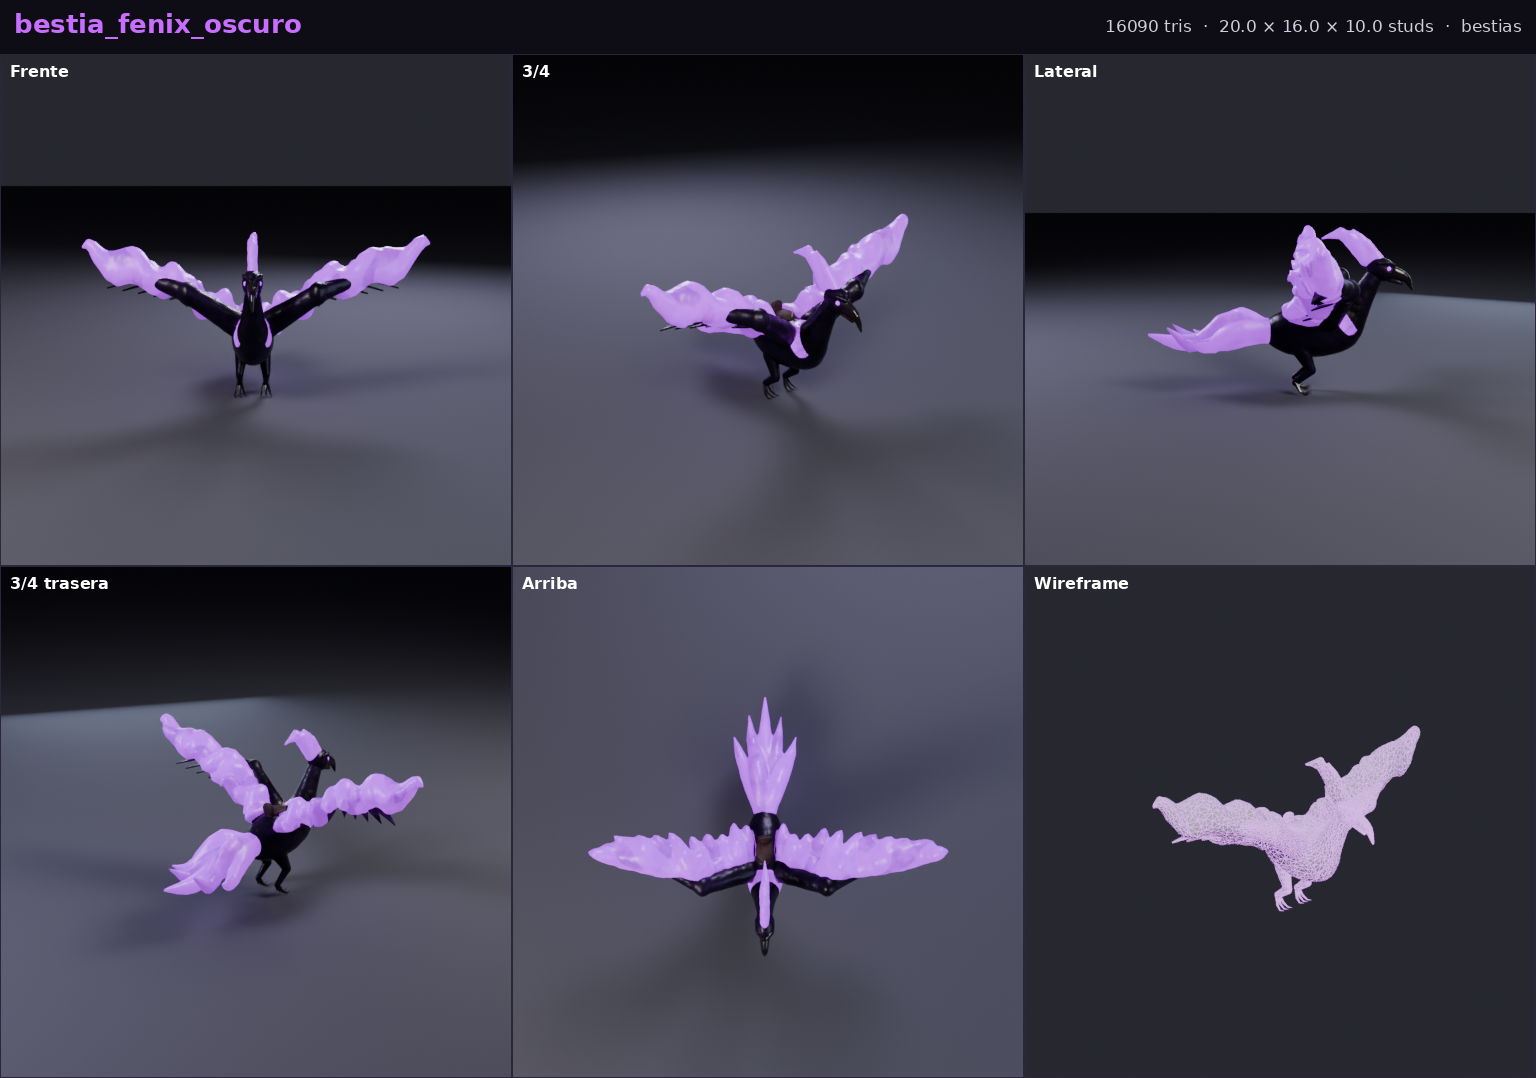 bestia_fenix_oscuro
16090 tris · 20.0 × 16.0 × 10.0 studs · bestias
Frente
3/4
Lateral
3/4 trasera
Arriba
Wireframe